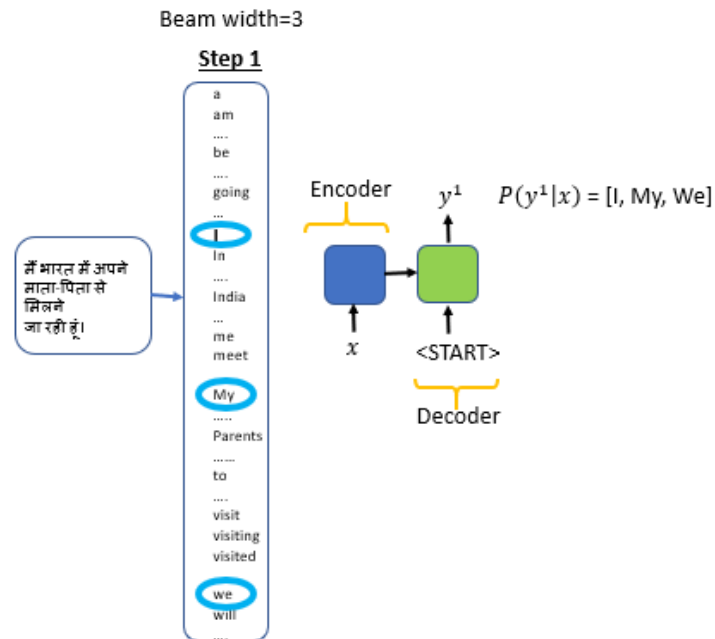 Beam width=3
Step 1
a
am
....
be
....
going
...
I
In
....
India
...
me
meet
My
.....
Parents
......
to
....
visit
visiting
visited
we
will
....
मैं भारत में अपने
माता-पिता से
मिलने
जा रही हूं।
Encoder
y¹
P(y¹|x) = [I, My, We]
x
<START>
Decoder